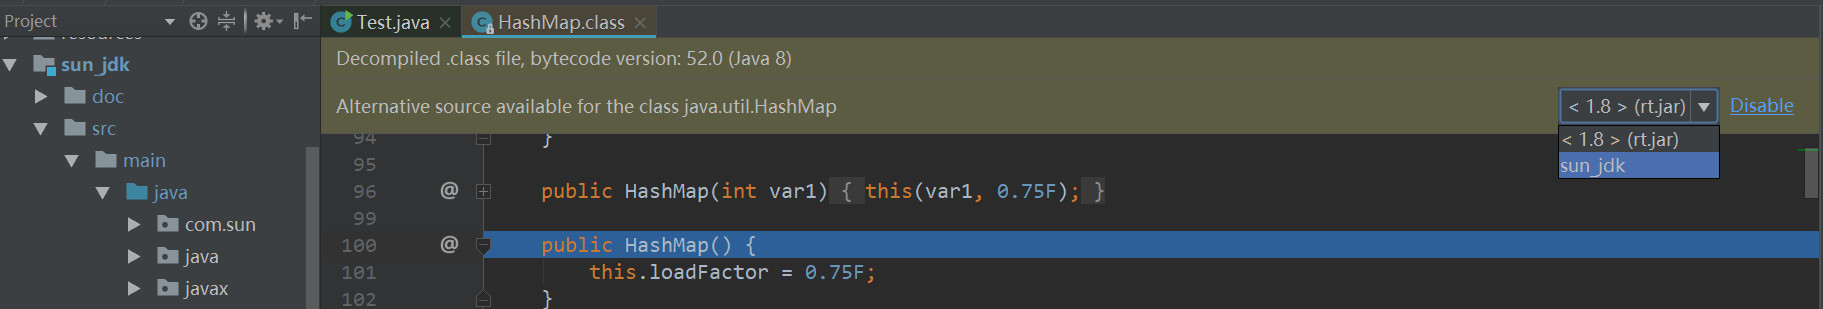 Project
Test.java
HashMap.class
resources
sun_jdk
doc
src
main
java
com.sun
java
javax
Decompiled .class file, bytecode version: 52.0 (Java 8)
Alternative source available for the class java.util.HashMap
< 1.8 > (rt.jar)
Disable
< 1.8 > (rt.jar)
sun_jdk
94 }
95
96 @ public HashMap(int var1) { this(var1, 0.75F); }
99
100 @ public HashMap() {
101 this.loadFactor = 0.75F;
102 }